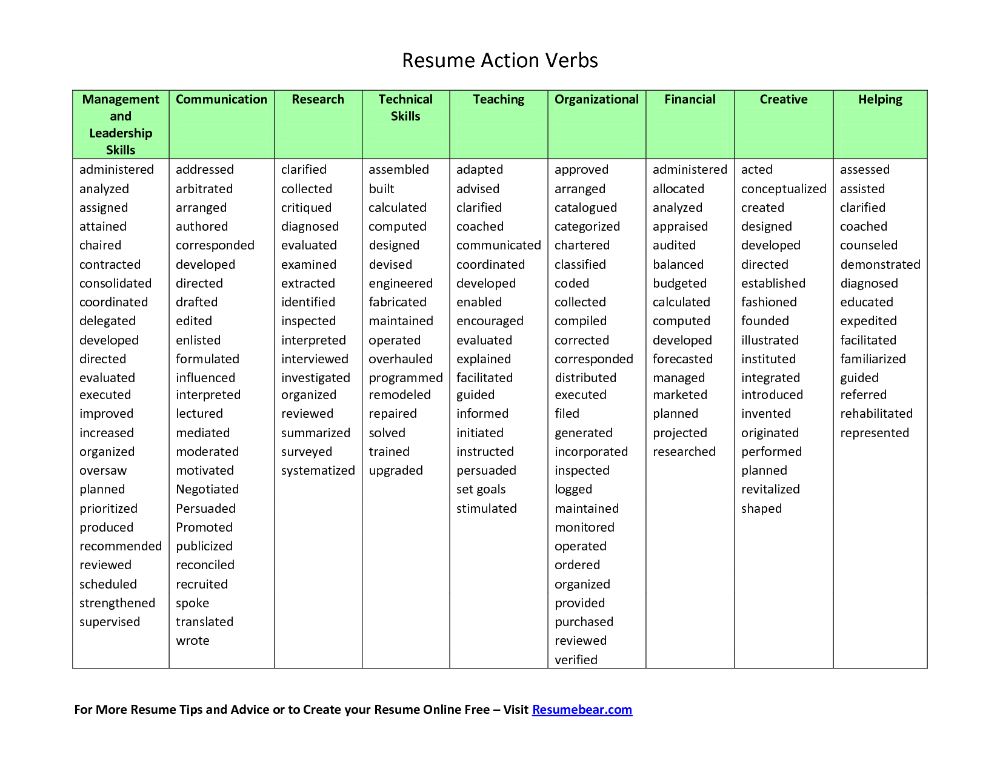 Resume Action Verbs
Management and Leadership Skills Communication Research Technical Skills Teaching Organizational Financial Creative Helping
administered addressed clarified assembled adapted approved administered acted assessed
analyzed arbitrated collected built advised arranged allocated conceptualized assisted
assigned arranged critiqued calculated clarified catalogued analyzed created clarified
attained authored diagnosed computed coached categorized appraised designed coached
chaired corresponded evaluated designed communicated chartered audited developed counseled
contracted developed examined devised coordinated classified balanced directed demonstrated
consolidated directed extracted engineered developed coded budgeted established diagnosed
coordinated drafted identified fabricated enabled collected calculated fashioned educated
delegated edited inspected maintained encouraged compiled computed founded expedited
developed enlisted interpreted operated evaluated corrected developed illustrated facilitated
directed formulated interviewed overhauled explained corresponded forecasted instituted familiarized
evaluated influenced investigated programmed facilitated distributed managed integrated guided
executed interpreted organized remodeled guided executed marketed introduced referred
improved lectured reviewed repaired informed filed planned invented rehabilitated
increased mediated summarized solved initiated generated projected originated represented
organized moderated surveyed trained instructed incorporated researched performed
oversaw motivated systematized upgraded persuaded inspected planned
planned Negotiated set goals logged revitalized
prioritized Persuaded stimulated maintained shaped
produced Promoted monitored
recommended publicized operated
reviewed reconciled ordered
scheduled recruited organized
strengthened spoke provided
supervised translated purchased
wrote reviewed
verified
For More Resume Tips and Advice or to Create your Resume Online Free – Visit Resumebear.com